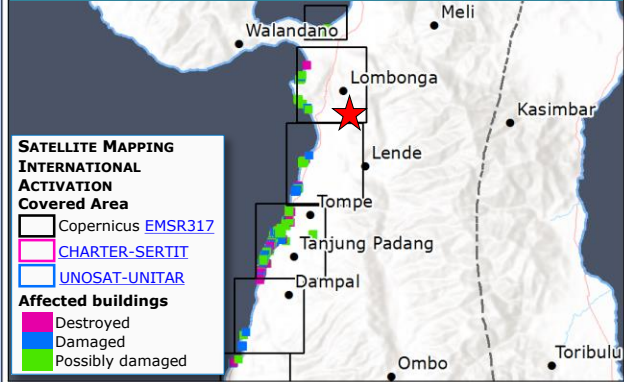 Meli
Walandano
Lombonga
Kasimbar
SATELLITE MAPPING
INTERNATIONAL
ACTIVATION
Covered Area
Copernicus EMSR317
CHARTER-SERTIT
UNOSAT-UNITAR
Affected buildings
Destroyed
Damaged
Possibly damaged
Lende
Tompe
Tanjung Padang
Dampal
Ombo
Toribulu